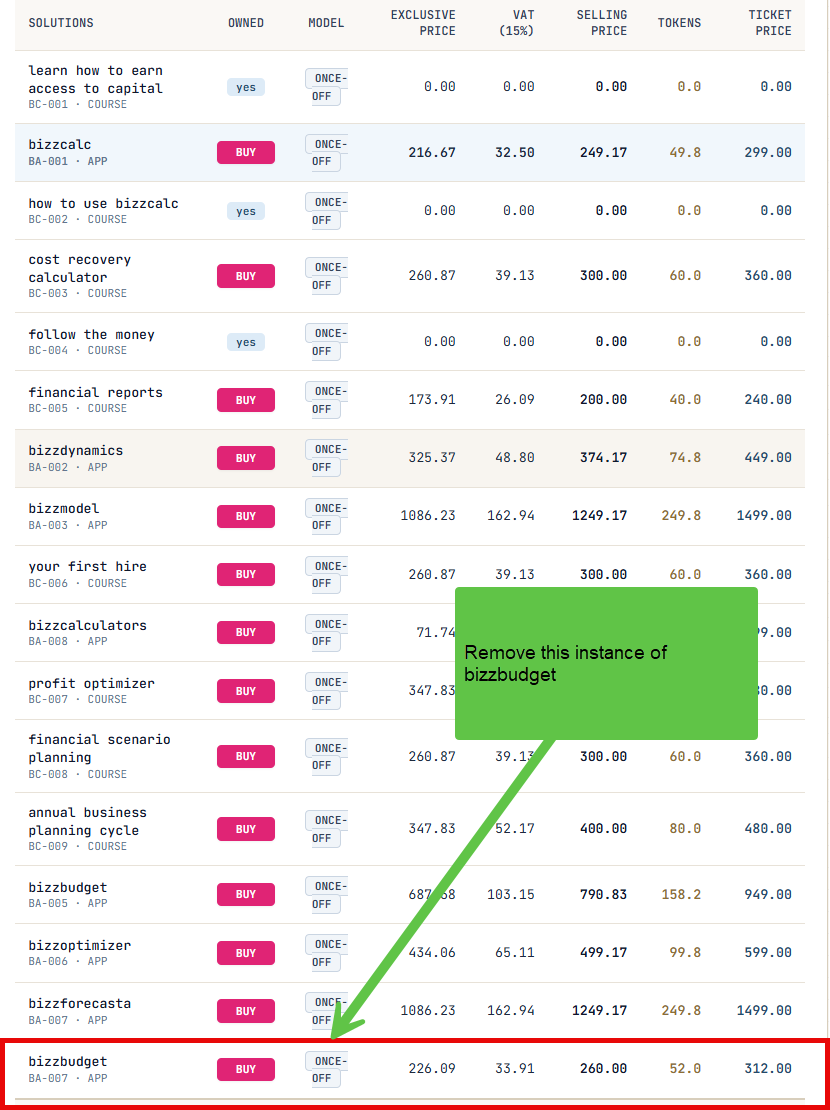 SOLUTIONS OWNED MODEL EXCLUSIVE PRICE VAT (15%) SELLING PRICE TOKENS TICKET PRICE
learn how to earn access to capital
BC-001 · COURSE
yes ONCE-OFF 0.00 0.00 0.00 0.0 0.00
bizzcalc
BA-001 · APP
BUY ONCE-OFF 216.67 32.50 249.17 49.8 299.00
how to use bizzcalc
BC-002 · COURSE
yes ONCE-OFF 0.00 0.00 0.00 0.0 0.00
cost recovery calculator
BC-003 · COURSE
BUY ONCE-OFF 260.87 39.13 300.00 60.0 360.00
follow the money
BC-004 · COURSE
yes ONCE-OFF 0.00 0.00 0.00 0.0 0.00
financial reports
BC-005 · COURSE
BUY ONCE-OFF 173.91 26.09 200.00 40.0 240.00
bizzdynamics
BA-002 · APP
BUY ONCE-OFF 325.37 48.80 374.17 74.8 449.00
bizzmodel
BA-003 · APP
BUY ONCE-OFF 1086.23 162.94 1249.17 249.8 1499.00
your first hire
BC-006 · COURSE
BUY ONCE-OFF 260.87 39.13 300.00 60.0 360.00
bizzcalculators
BA-008 · APP
BUY ONCE-OFF 71.74
Remove this instance of
bizzbudget
profit optimizer
BC-007 · COURSE
BUY ONCE-OFF 347.83
financial scenario planning
BC-008 · COURSE
BUY ONCE-OFF 260.87 39.13 300.00 60.0 360.00
annual business planning cycle
BC-009 · COURSE
BUY ONCE-OFF 347.83 52.17 400.00 80.0 480.00
bizzbudget
BA-005 · APP
BUY ONCE-OFF 103.15 790.83 158.2 949.00
bizzoptimizer
BA-006 · APP
BUY ONCE-OFF 434.06 65.11 499.17 99.8 599.00
bizzforecasta
BA-007 · APP
BUY ONCE-OFF 1086.23 162.94 1249.17 249.8 1499.00
bizzbudget
BA-007 · APP
BUY ONCE-OFF 226.09 33.91 260.00 52.0 312.00